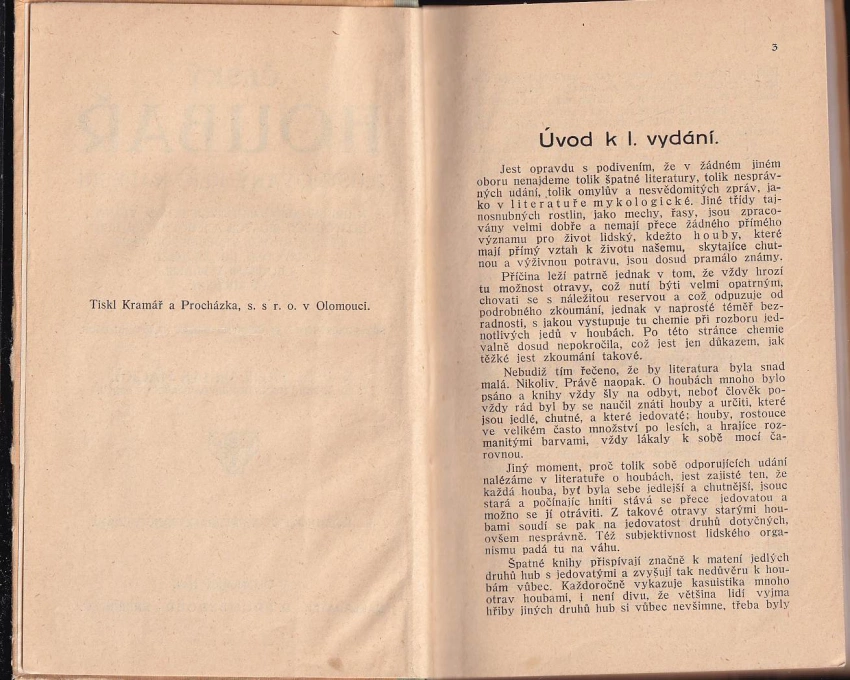 Tiskl Kramář a Procházka, s. s r. o. v Olomouci.
3
Úvod k I. vydání.
Jest opravdu s podivením, že v žádném jiném
oboru nenajdeme tolik špatné literatury, tolik nespráv-
ných udání, tolik omylův a nesvědomitých zpráv, ja-
ko v literatuře mykologické. Jiné třídy taj-
nosnubných rostlin, jako mechy, řasy, jsou zpraco-
vány velmi dobře a nemají přece žádného přímého
významu pro život lidský, kdežto houby, které
mají přímý vztah k životu našemu, skytajíce chut-
nou a výživnou potravu, jsou dosud pramálo známy.
Příčina leží patrně jednak v tom, že vždy hrozí
tu možnost otravy, což nutí býti velmi opatrným,
chovati se s náležitou reservou a což odpuzuje od
podrobného zkoumání, jednak v naprosté téměř bez-
radnosti, s jakou vystupuje tu chemie při rozboru jed-
notlivých jedů v houbách. Po této stránce chemie
valně dosud nepokročila, což jest jen důkazem, jak
těžké jest zkoumání takové.
Nebudiž tím řečeno, že by literatura byla snad
malá. Nikoliv. Právě naopak. O houbách mnoho bylo
psáno a knihy vždy šly na odbyt, neboť člověk po-
vždy rád byl by se naučil znáti houby a určiti, které
jsou jedlé, chutné, a které jedovaté; houby, rostouce
ve velikém často množství po lesích, a hrajíce roz-
manitými barvami, vždy lákaly k sobě mocí ča-
rovnou.
Jiný moment, proč tolik sobě odporujících udání
nalézáme v literatuře o houbách, jest zajisté ten, že
každá houba, byť byla sebe jedlejší a chutnější, jsouc
stará a počínajíc hníti stává se přece jedovatou a
možno se jí otráviti. Z takové otravy starými hou-
bami soudí se pak na jedovatost druhů dotyčných,
ovšem nesprávně. Též subjektivnost lidského orga-
nismu padá tu na váhu.
Špatné knihy přispívají značně k matení jedlých
druhů hub s jedovatými a zvyšují tak nedůvěru k hou-
bám vůbec. Každoročně vykazuje kasuistika mnoho
otrav houbami, i není divu, že většina lidí vyjma
hřiby jiných druhů hub si vůbec nevšimne, třeba byly